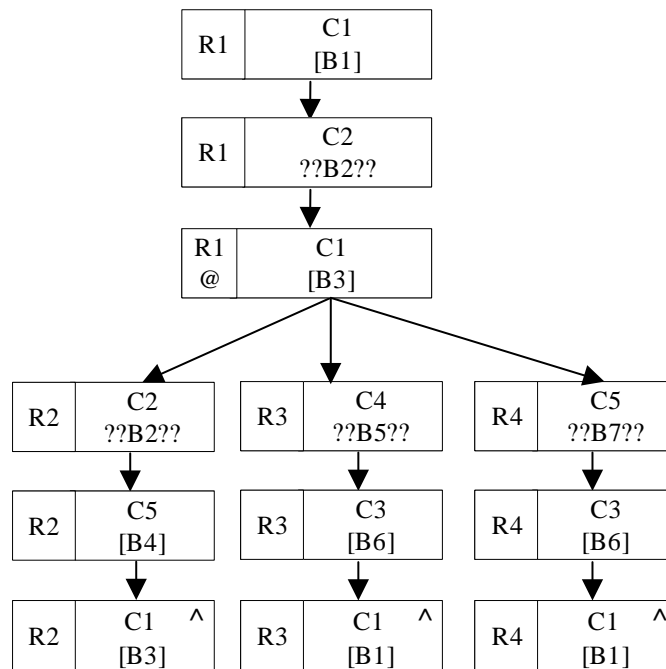 R1 C1
[B1]
R1 C2
??B2??
R1 C1
@ [B3]
R2 C2
??B2??
R3 C4
??B5??
R4 C5
??B7??
R2 C5
[B4]
R3 C3
[B6]
R4 C3
[B6]
R2 C1 ^
[B3]
R3 C1 ^
[B1]
R4 C1 ^
[B1]